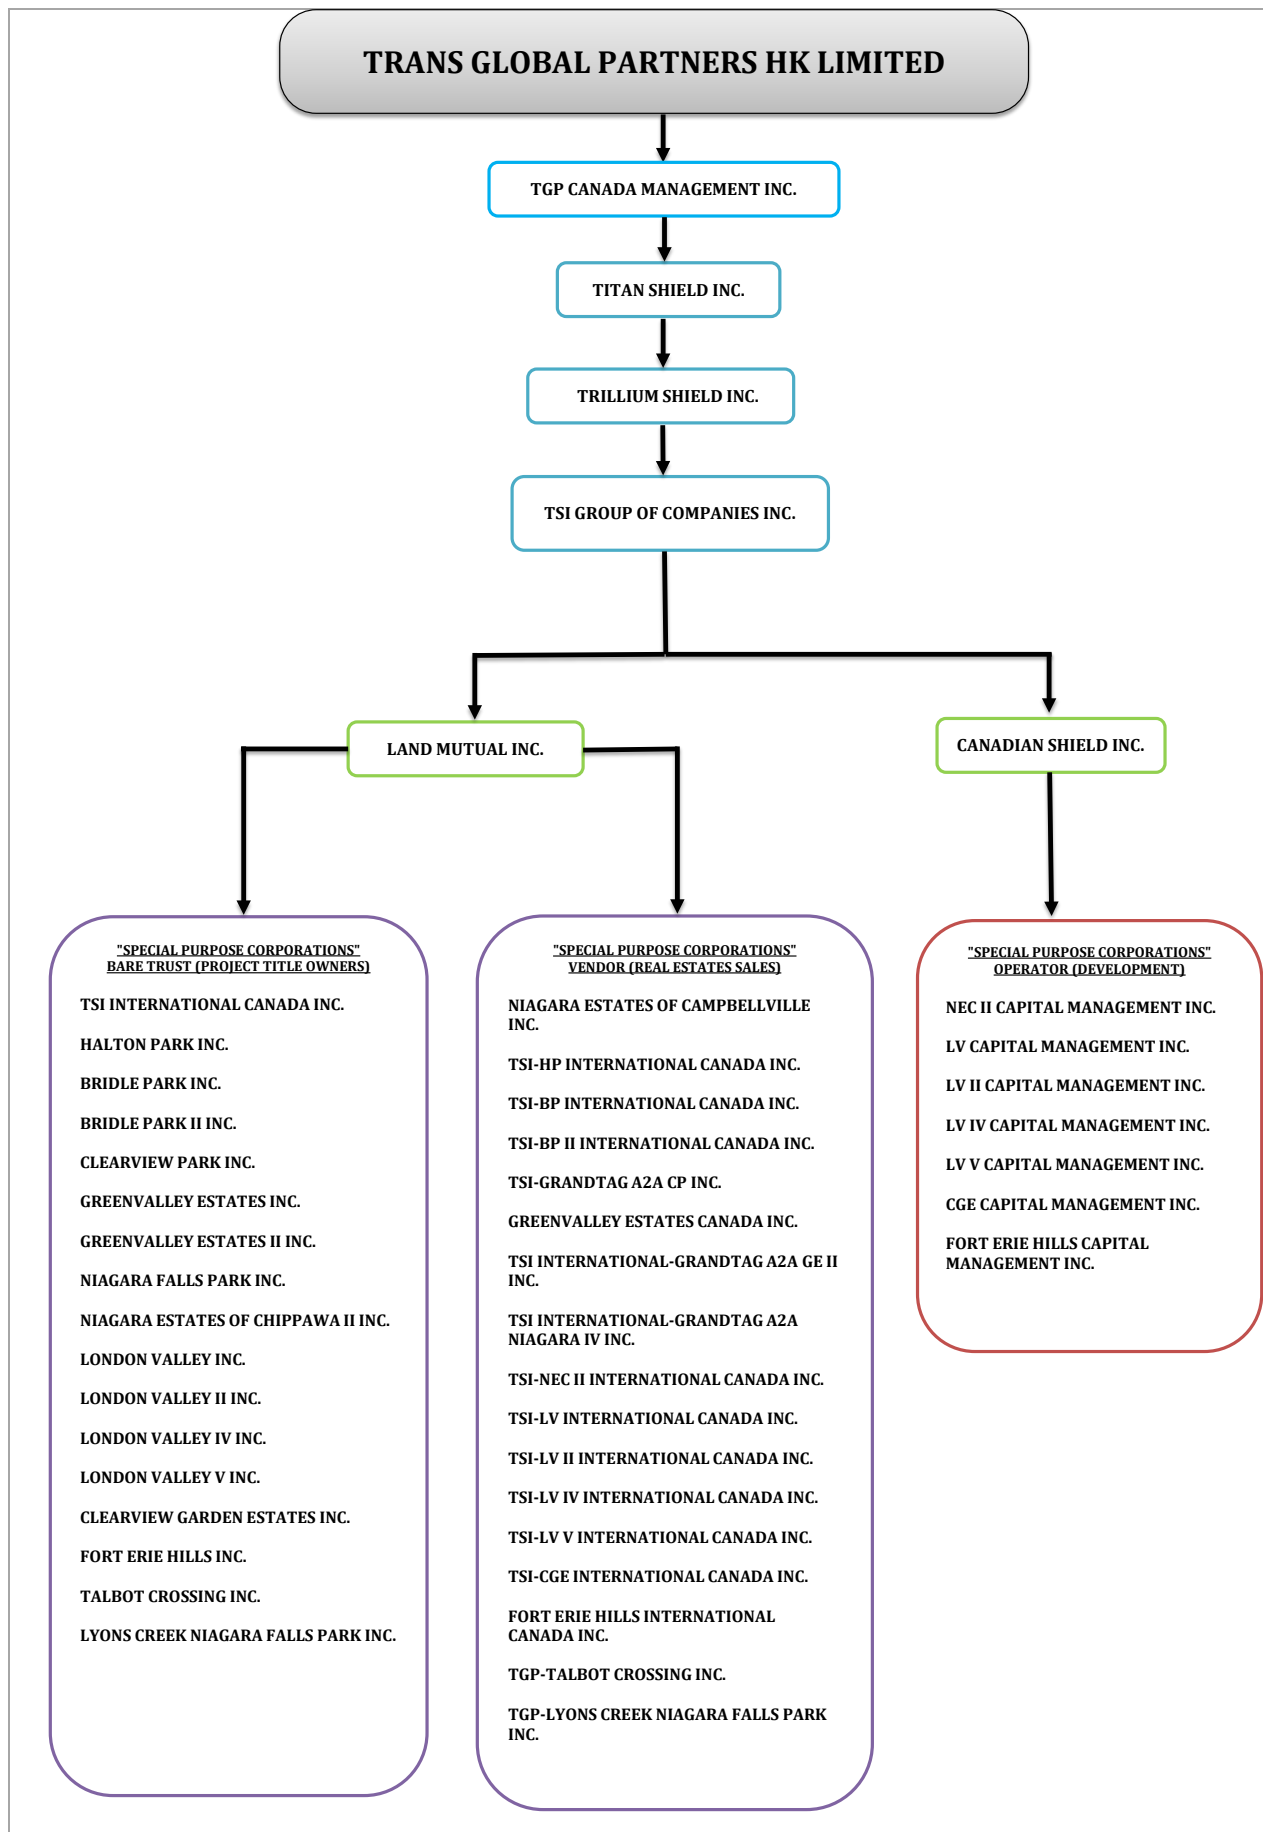 TRANS GLOBAL PARTNERS HK LIMITED
TGP CANADA MANAGEMENT INC.
TITAN SHIELD INC.
TRILLIUM SHIELD INC.
TSI GROUP OF COMPANIES INC.
LAND MUTUAL INC.
CANADIAN SHIELD INC.
"SPECIAL PURPOSE CORPORATIONS"
BARE TRUST (PROJECT TITLE OWNERS)
TSI INTERNATIONAL CANADA INC.
HALTON PARK INC.
BRIDLE PARK INC.
BRIDLE PARK II INC.
CLEARVIEW PARK INC.
GREENVALLEY ESTATES INC.
GREENVALLEY ESTATES II INC.
NIAGARA FALLS PARK INC.
NIAGARA ESTATES OF CHIPPAWA II INC.
LONDON VALLEY INC.
LONDON VALLEY II INC.
LONDON VALLEY IV INC.
LONDON VALLEY V INC.
CLEARVIEW GARDEN ESTATES INC.
FORT ERIE HILLS INC.
TALBOT CROSSING INC.
LYONS CREEK NIAGARA FALLS PARK INC.
"SPECIAL PURPOSE CORPORATIONS"
VENDOR (REAL ESTATES SALES)
NIAGARA ESTATES OF CAMPBELLVILLE
INC.
TSI-HP INTERNATIONAL CANADA INC.
TSI-BP INTERNATIONAL CANADA INC.
TSI-BP II INTERNATIONAL CANADA INC.
TSI-GRANDTAG A2A CP INC.
GREENVALLEY ESTATES CANADA INC.
TSI INTERNATIONAL-GRANDTAG A2A GE II
INC.
TSI INTERNATIONAL-GRANDTAG A2A
NIAGARA IV INC.
TSI-NEC II INTERNATIONAL CANADA INC.
TSI-LV INTERNATIONAL CANADA INC.
TSI-LV II INTERNATIONAL CANADA INC.
TSI-LV IV INTERNATIONAL CANADA INC.
TSI-LV V INTERNATIONAL CANADA INC.
TSI-CGE INTERNATIONAL CANADA INC.
FORT ERIE HILLS INTERNATIONAL
CANADA INC.
TGP-TALBOT CROSSING INC.
TGP-LYONS CREEK NIAGARA FALLS PARK
INC.
"SPECIAL PURPOSE CORPORATIONS"
OPERATOR (DEVELOPMENT)
NEC II CAPITAL MANAGEMENT INC.
LV CAPITAL MANAGEMENT INC.
LV II CAPITAL MANAGEMENT INC.
LV IV CAPITAL MANAGEMENT INC.
LV V CAPITAL MANAGEMENT INC.
CGE CAPITAL MANAGEMENT INC.
FORT ERIE HILLS CAPITAL
MANAGEMENT INC.